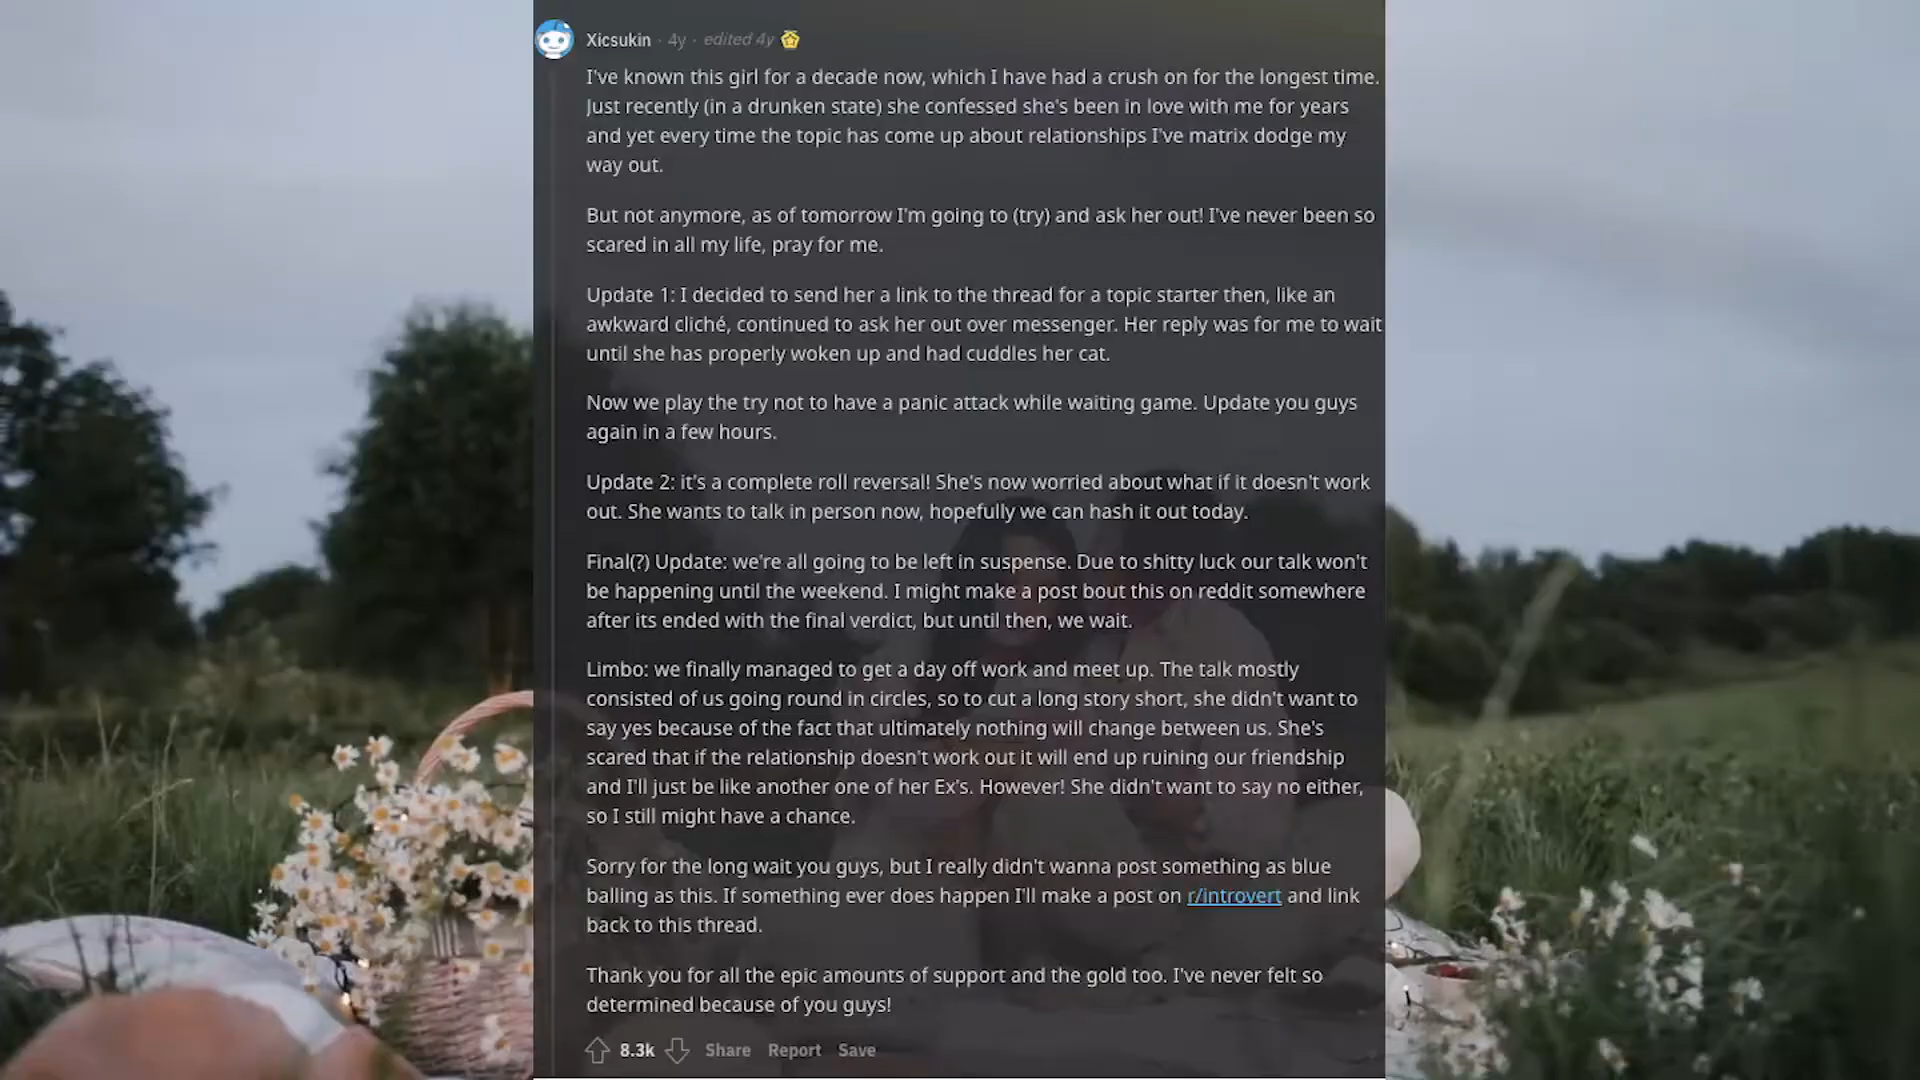 Xicsukin · 4y · edited 4y
I've known this girl for a decade now, which I have had a crush on for the longest time.
Just recently (in a drunken state) she confessed she's been in love with me for years
and yet every time the topic has come up about relationships I've matrix dodge my
way out.
But not anymore, as of tomorrow I'm going to (try) and ask her out! I've never been so
scared in all my life, pray for me.
Update 1: I decided to send her a link to the thread for a topic starter then, like an
awkward cliché, continued to ask her out over messenger. Her reply was for me to wait
until she has properly woken up and had cuddles her cat.
Now we play the try not to have a panic attack while waiting game. Update you guys
again in a few hours.
Update 2: it's a complete roll reversal! She's now worried about what if it doesn't work
out. She wants to talk in person now, hopefully we can hash it out today.
Final(?) Update: we're all going to be left in suspense. Due to shitty luck our talk won't
be happening until the weekend. I might make a post bout this on reddit somewhere
after its ended with the final verdict, but until then, we wait.
Limbo: we finally managed to get a day off work and meet up. The talk mostly
consisted of us going round in circles, so to cut a long story short, she didn't want to
say yes because of the fact that ultimately nothing will change between us. She's
scared that if the relationship doesn't work out it will end up ruining our friendship
and I'll just be like another one of her Ex's. However! She didn't want to say no either,
so I still might have a chance.
Sorry for the long wait you guys, but I really didn't wanna post something as blue
balling as this. If something ever does happen I'll make a post on r/introvert and link
back to this thread.
Thank you for all the epic amounts of support and the gold too. I've never felt so
determined because of you guys!
8.3k Share Report Save